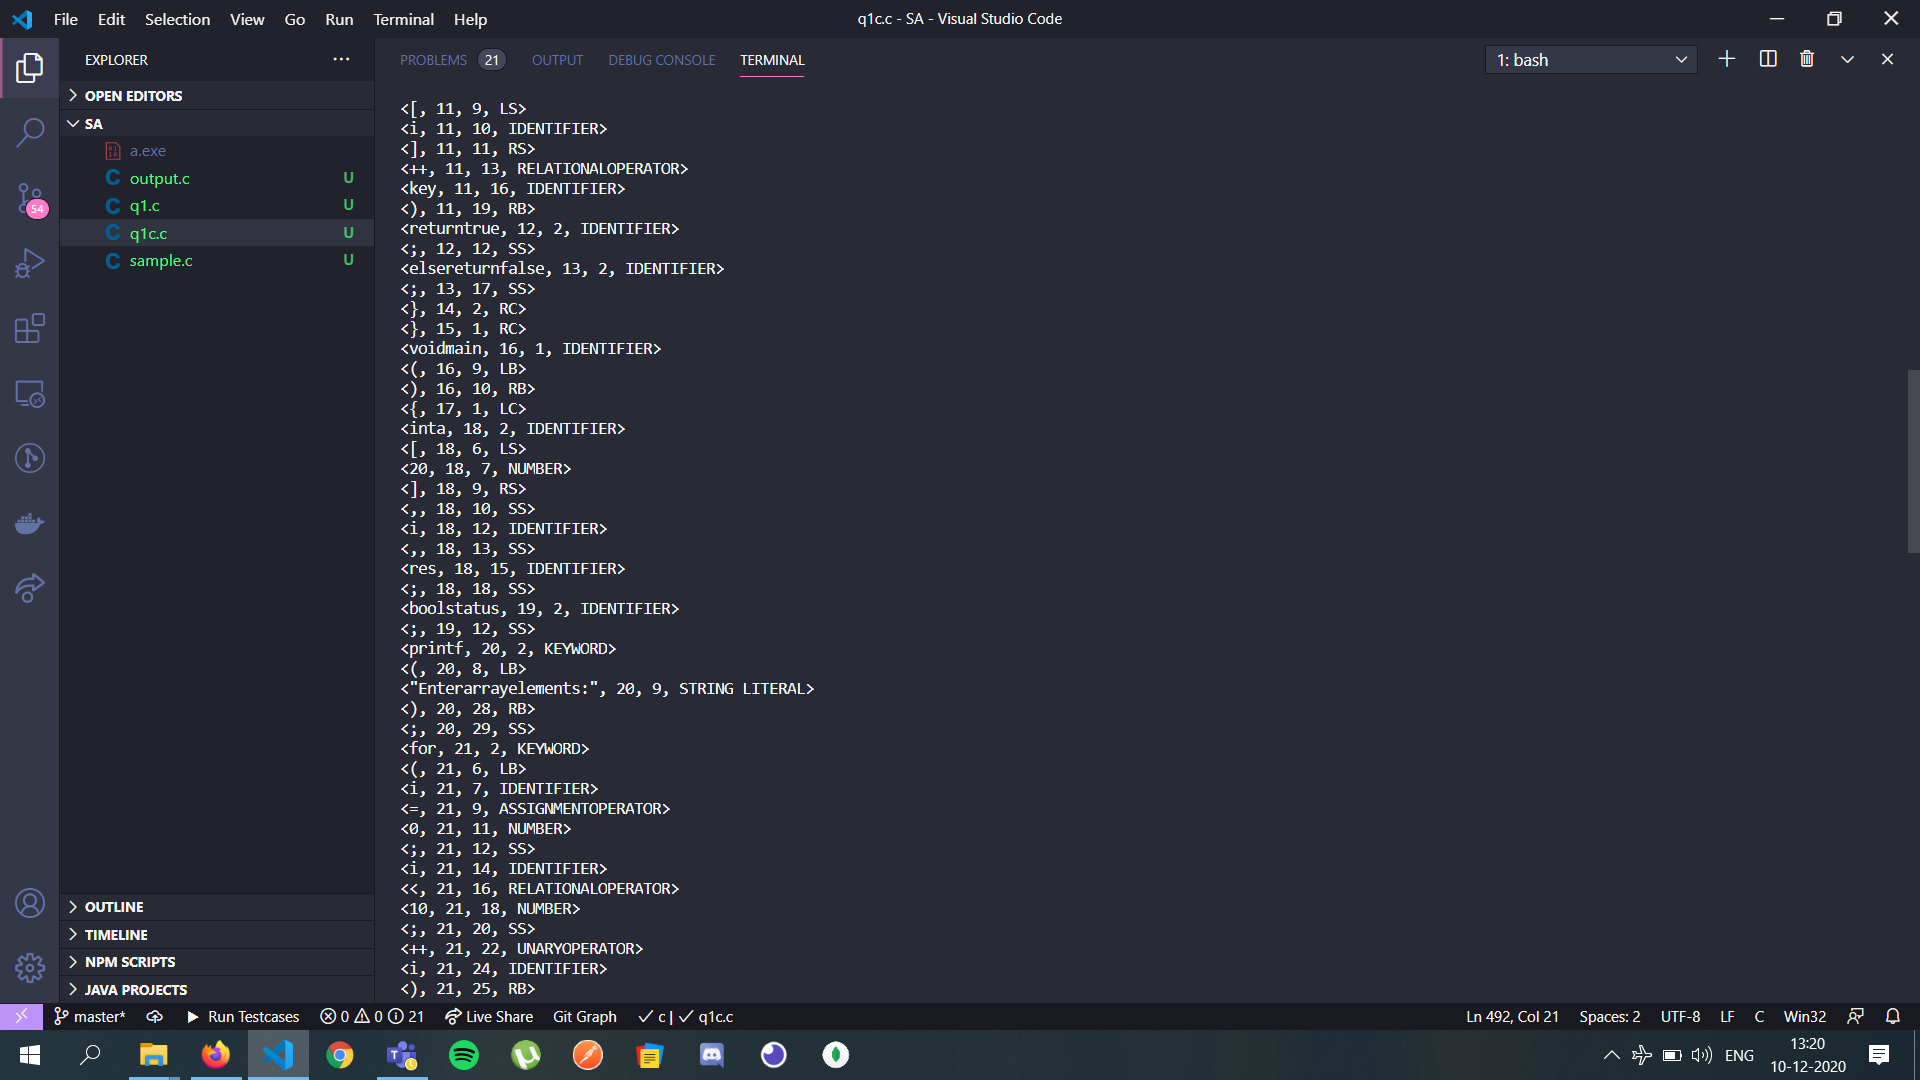 File Edit Selection View Go Run Terminal Help
q1c.c - SA - Visual Studio Code
EXPLORER
OPEN EDITORS
SA
a.exe
output.c U
q1.c U
q1c.c U
sample.c U
54
OUTLINE
TIMELINE
NPM SCRIPTS
JAVA PROJECTS
PROBLEMS 21 OUTPUT DEBUG CONSOLE TERMINAL
1: bash
<[, 11, 9, LS>
<i, 11, 10, IDENTIFIER>
<], 11, 11, RS>
<++, 11, 13, RELATIONALOPERATOR>
<key, 11, 16, IDENTIFIER>
<), 11, 19, RB>
<returntrue, 12, 2, IDENTIFIER>
<;, 12, 12, SS>
<elsereturnfalse, 13, 2, IDENTIFIER>
<;, 13, 17, SS>
<}, 14, 2, RC>
<}, 15, 1, RC>
<voidmain, 16, 1, IDENTIFIER>
<(, 16, 9, LB>
<), 16, 10, RB>
<{, 17, 1, LC>
<inta, 18, 2, IDENTIFIER>
<[, 18, 6, LS>
<20, 18, 7, NUMBER>
<], 18, 9, RS>
<,, 18, 10, SS>
<i, 18, 12, IDENTIFIER>
<,, 18, 13, SS>
<res, 18, 15, IDENTIFIER>
<;, 18, 18, SS>
<boolstatus, 19, 2, IDENTIFIER>
<;, 19, 12, SS>
<printf, 20, 2, KEYWORD>
<(, 20, 8, LB>
<"Enterarrayelements:", 20, 9, STRING LITERAL>
<), 20, 28, RB>
<;, 20, 29, SS>
<for, 21, 2, KEYWORD>
<(, 21, 6, LB>
<i, 21, 7, IDENTIFIER>
<=, 21, 9, ASSIGNMENTOPERATOR>
<0, 21, 11, NUMBER>
<;, 21, 12, SS>
<i, 21, 14, IDENTIFIER>
<<, 21, 16, RELATIONALOPERATOR>
<10, 21, 18, NUMBER>
<;, 21, 20, SS>
<++, 21, 22, UNARYOPERATOR>
<i, 21, 24, IDENTIFIER>
<), 21, 25, RB>
master* Run Testcases 0 0 21 Live Share Git Graph c | q1c.c
Ln 492, Col 21 Spaces: 2 UTF-8 LF C Win32
ENG
13:20
10-12-2020